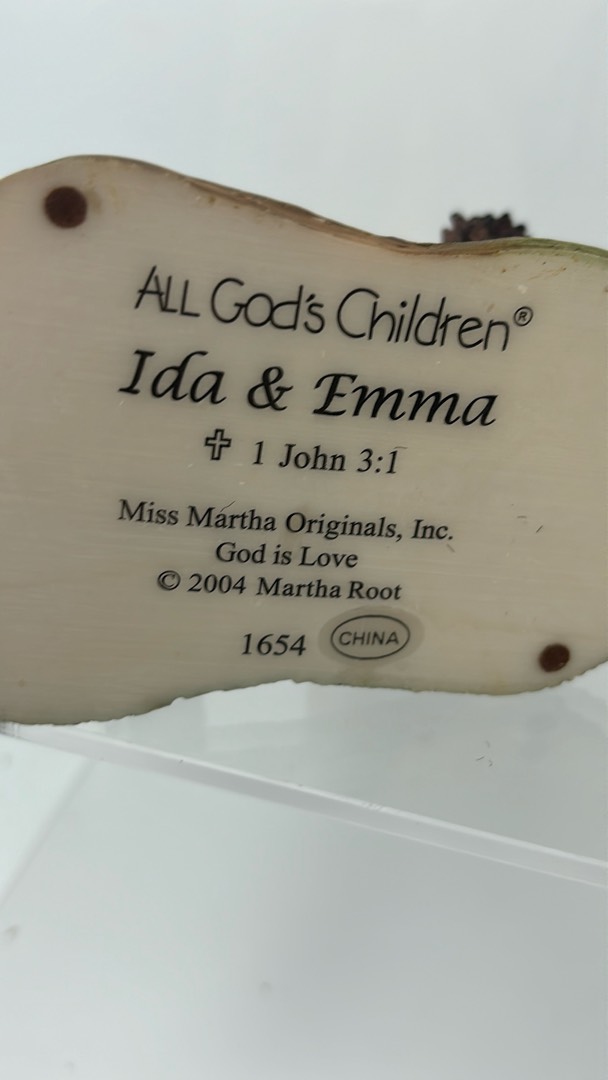 ALL God's Children®
Ida & Emma
✞ 1 John 3:1
Miss Martha Originals, Inc.
God is Love
© 2004 Martha Root
1654 CHINA